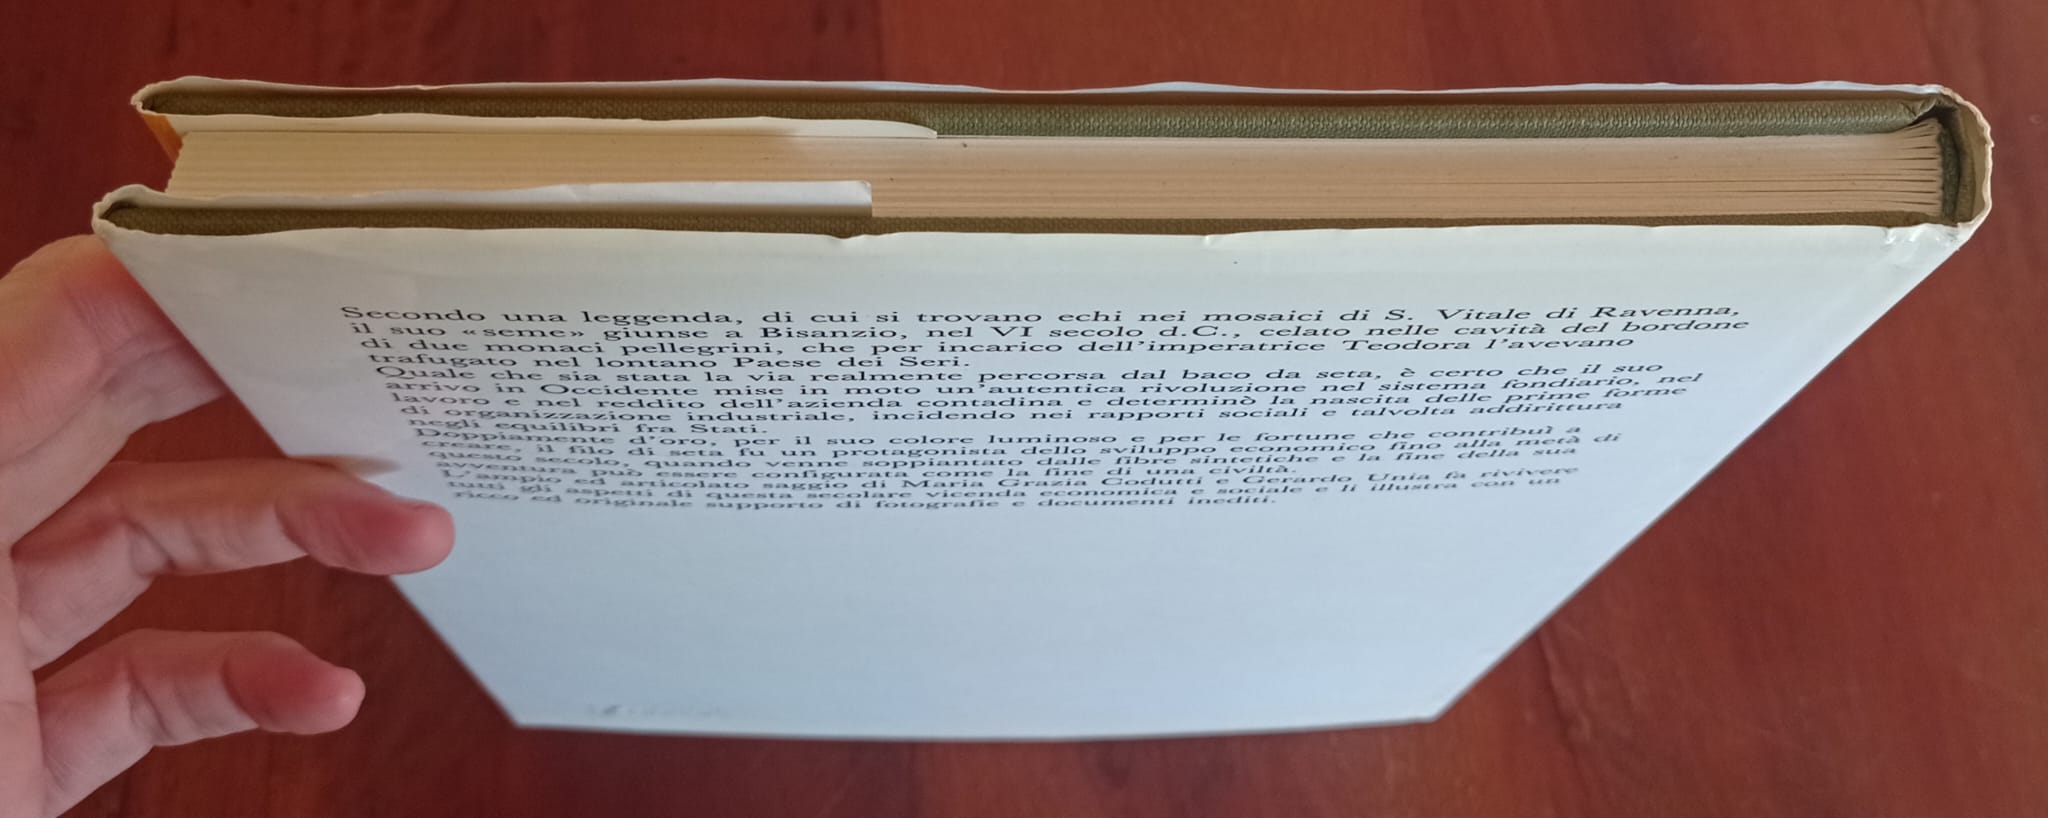 Secondo una leggenda, di cui si trovano echi nei mosaici di S. Vitale di Ravenna,
il suo «seme» giunse a Bisanzio, nel VI secolo d.C., celato nelle cavità del bordone
di due monaci pellegrini, che per incarico dell'imperatrice Teodora l'avevano
trafugato nel lontano Paese dei Seri.
Quale che sia stata la via realmente percorsa dal baco da seta, è certo che il suo
arrivo in Occidente mise in moto un'autentica rivoluzione nel sistema fondiario, nel
lavoro e nel reddito dell'azienda contadina e determinò la nascita delle prime forme
di organizzazione industriale, incidendo nei rapporti sociali e talvolta addirittura
negli equilibri fra Stati.
Doppiamente d'oro, per il suo colore luminoso e per le fortune che contribuì a
creare, il filo di seta fu un protagonista dello sviluppo economico fino alla metà di
questo secolo, quando venne soppiantato dalle fibre sintetiche e la fine della sua
avventura può essere configurata come la fine di una civiltà.
L'ampio ed articolato saggio di Maria Grazia Codutti e Gerardo Unia fa rivivere
tutti gli aspetti di questa secolare vicenda economica e sociale e li illustra con un
ricco ed originale supporto di fotografie e documenti inediti.